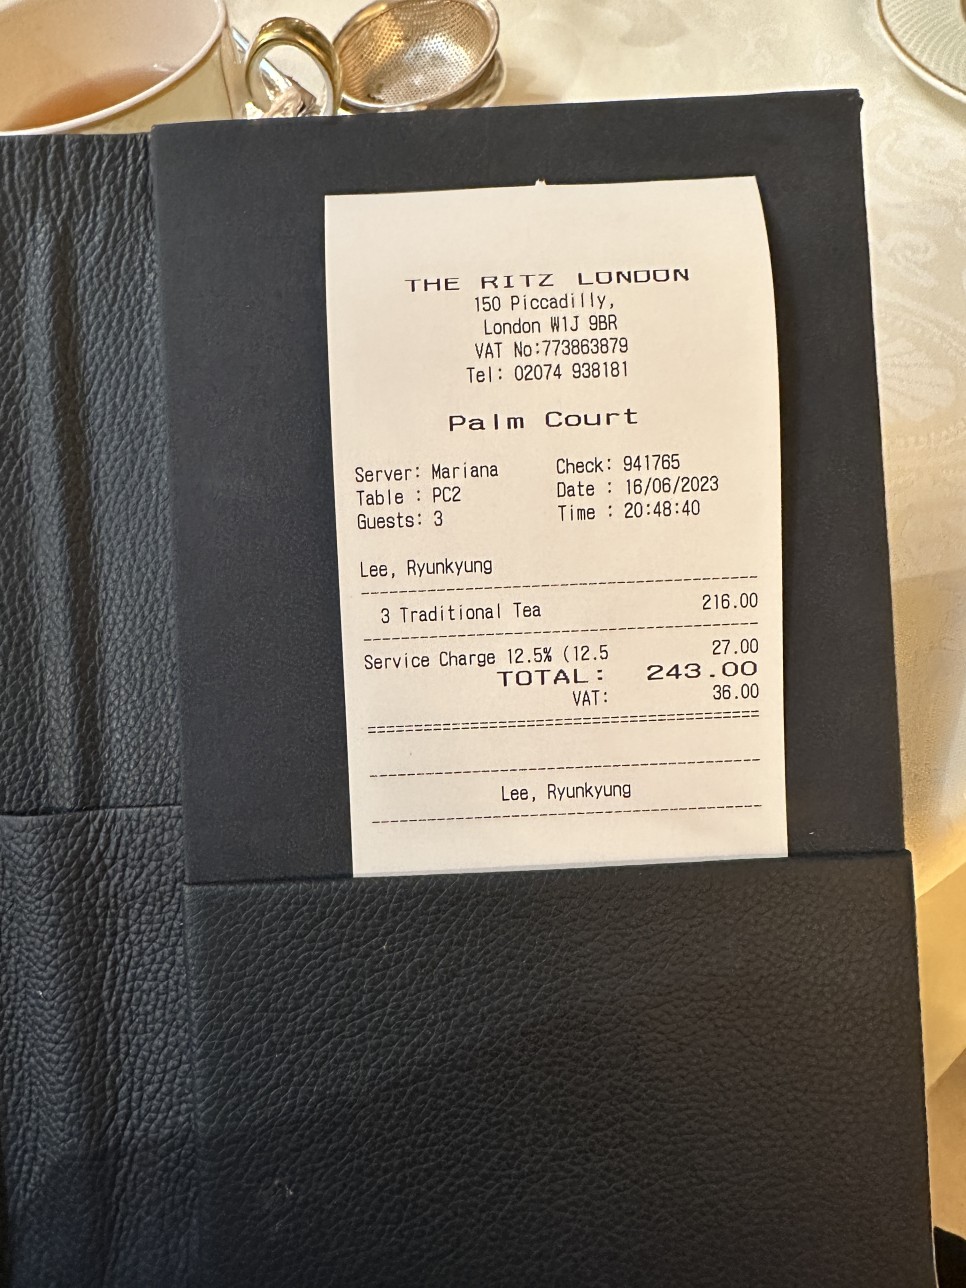 THE RITZ LONDON
150 Piccadilly,
London W1J 9BR
VAT No:773863879
Tel: 02074 938181
Palm Court
Server: Mariana Check: 941765
Table : PC2 Date : 16/06/2023
Guests: 3 Time : 20:48:40
Lee, Ryunkyung
3 Traditional Tea 216.00
Service Charge 12.5% (12.5 27.00
TOTAL: 243.00
VAT: 36.00
Lee, Ryunkyung